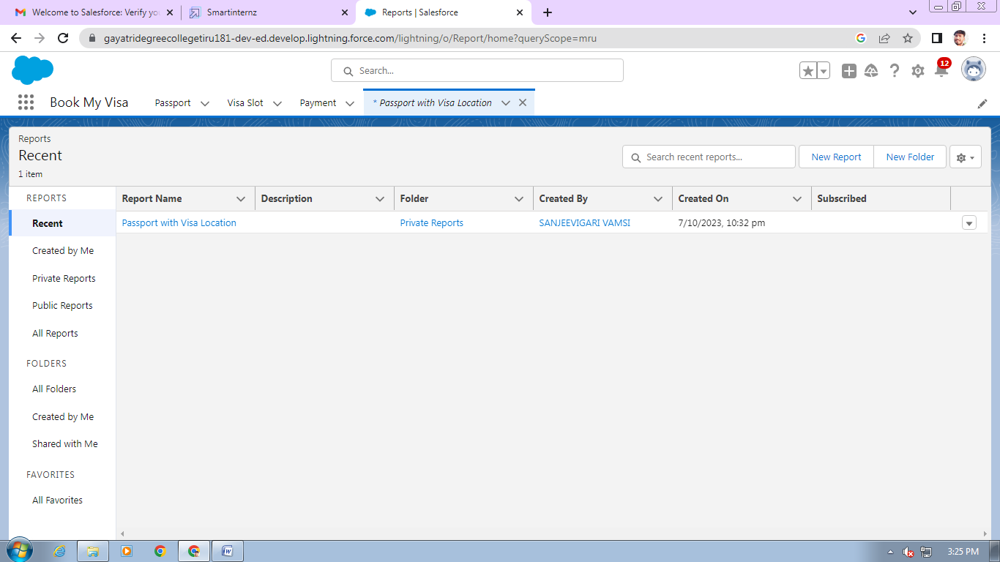 Welcome to Salesforce: Verify yo
Smartinternz
Reports | Salesforce
gayatridegreecollegetiru181-dev-ed.develop.lightning.force.com/lightning/o/Report/home?queryScope=mru
Search...
12
Book My Visa
Passport
Visa Slot
Payment
* Passport with Visa Location
Reports
Recent
1 item
Search recent reports...
New Report
New Folder
REPORTS
Recent
Created by Me
Private Reports
Public Reports
All Reports
FOLDERS
All Folders
Created by Me
Shared with Me
FAVORITES
All Favorites
Report Name Description Folder Created By Created On Subscribed
Passport with Visa Location Private Reports SANJEEVIGARI VAMSI 7/10/2023, 10:32 pm
3:25 PM